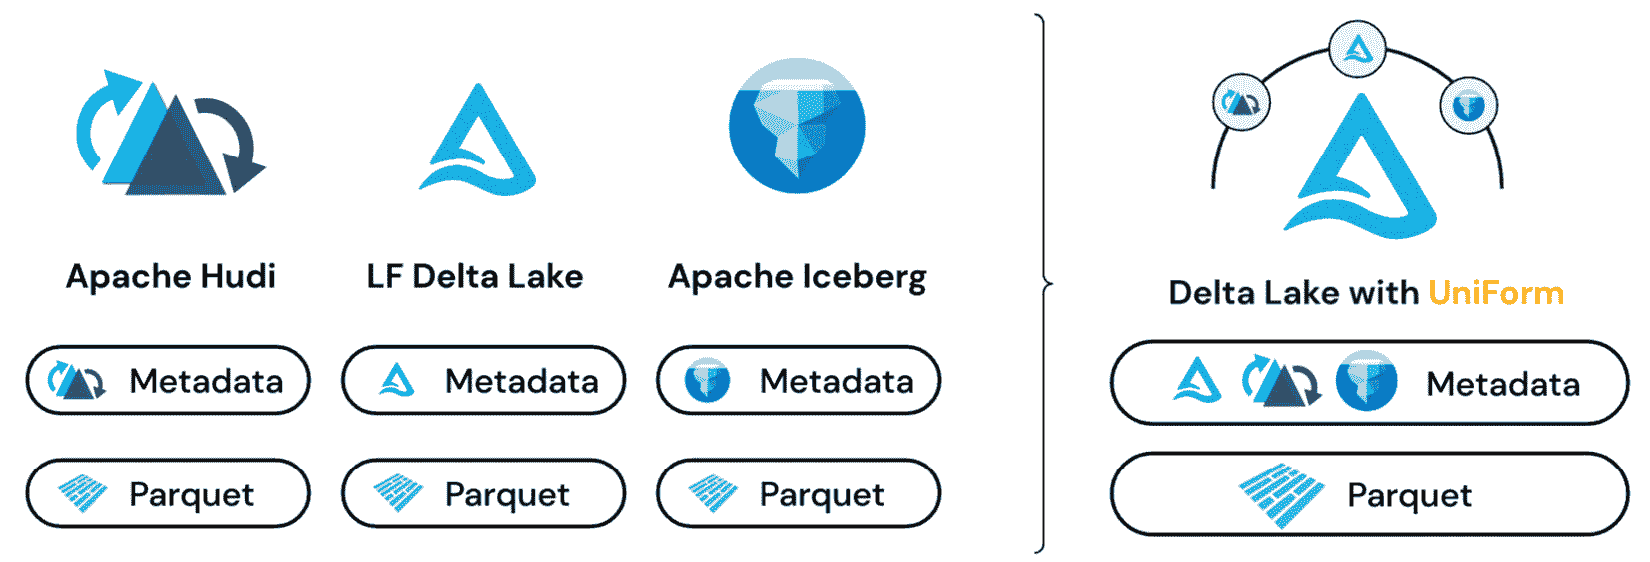 Apache Hudi
LF Delta Lake
Apache Iceberg
Metadata
Metadata
Metadata
Parquet
Parquet
Parquet
Delta Lake with UniForm
Metadata
Parquet